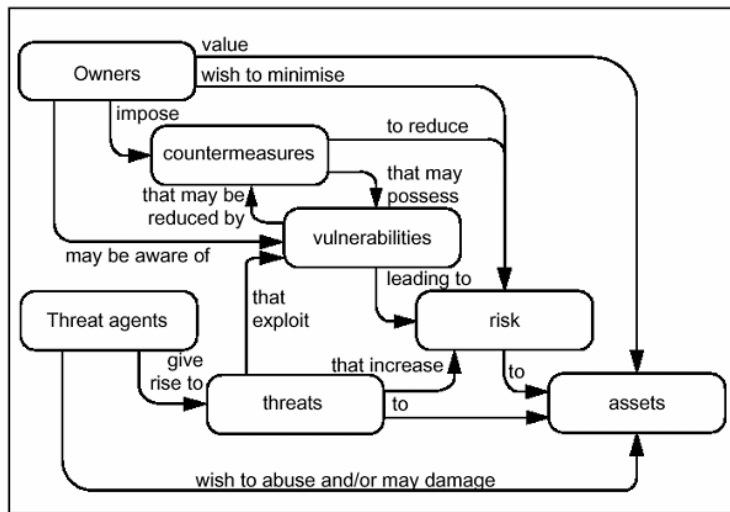 value
Owners
wish to minimise
impose
to reduce
countermeasures
that may
possess
that may be
reduced by
vulnerabilities
may be aware of
leading to
that
exploit
Threat agents
risk
give
rise to
that increase
to
threats
to
assets
wish to abuse and/or may damage